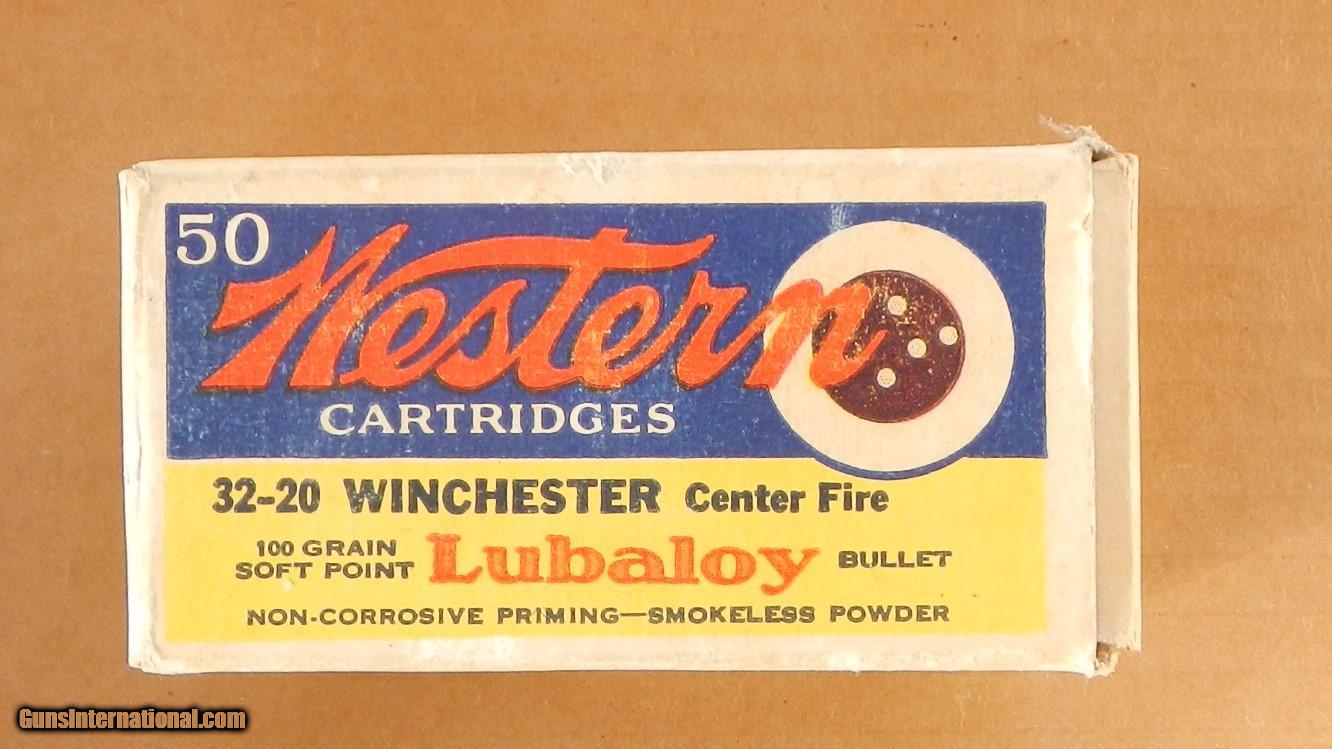 50
Western
CARTRIDGES
32-20 WINCHESTER Center Fire
100 GRAIN
SOFT POINT Lubaloy BULLET
NON-CORROSIVE PRIMING—SMOKELESS POWDER
GunsInternational.com